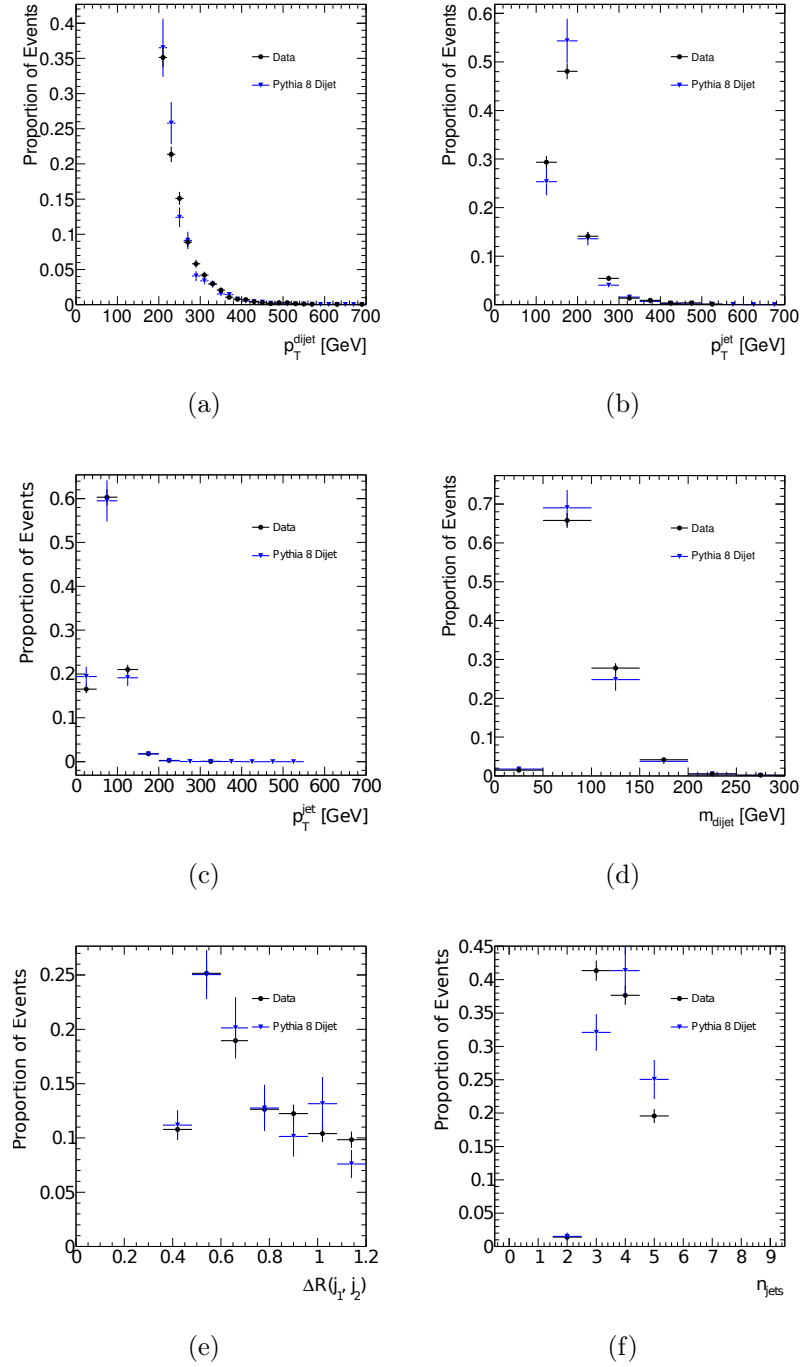 Proportion of Events
0.4
0.35
0.3
0.25
0.2
0.15
0.1
0.05
0
Data
Pythia 8 Dijet
0 100 200 300 400 500 600 700
p_T^dijet [GeV]
(a)
Proportion of Events
0.6
0.5
0.4
0.3
0.2
0.1
0
Data
Pythia 8 Dijet
0 100 200 300 400 500 600 700
p_T^jet [GeV]
(b)
Proportion of Events
0.6
0.5
0.4
0.3
0.2
0.1
0
Data
Pythia 8 Dijet
0 100 200 300 400 500 600 700
p_T^jet [GeV]
(c)
Proportion of Events
0.7
0.6
0.5
0.4
0.3
0.2
0.1
0
Data
Pythia 8 Dijet
0 50 100 150 200 250 300
m_dijet [GeV]
(d)
Proportion of Events
0.25
0.2
0.15
0.1
0.05
0
Data
Pythia 8 Dijet
0 0.2 0.4 0.6 0.8 1 1.2
ΔR(j_1, j_2)
(e)
Proportion of Events
0.45
0.4
0.35
0.3
0.25
0.2
0.15
0.1
0.05
0
Data
Pythia 8 Dijet
0 1 2 3 4 5 6 7 8 9
n_jets
(f)